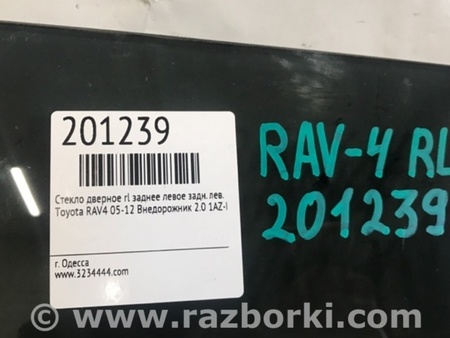 201239
Стекло дверное rl заднее левое задн. лев.
Toyota RAV4 05-12 Внедорожник 2.0 1AZ-I
г. Одесса
www.3234444.com
RAV-4 RL
201239
www.razborki.com